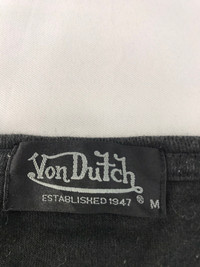 Von Dutch
ESTABLISHED 1947 ® M